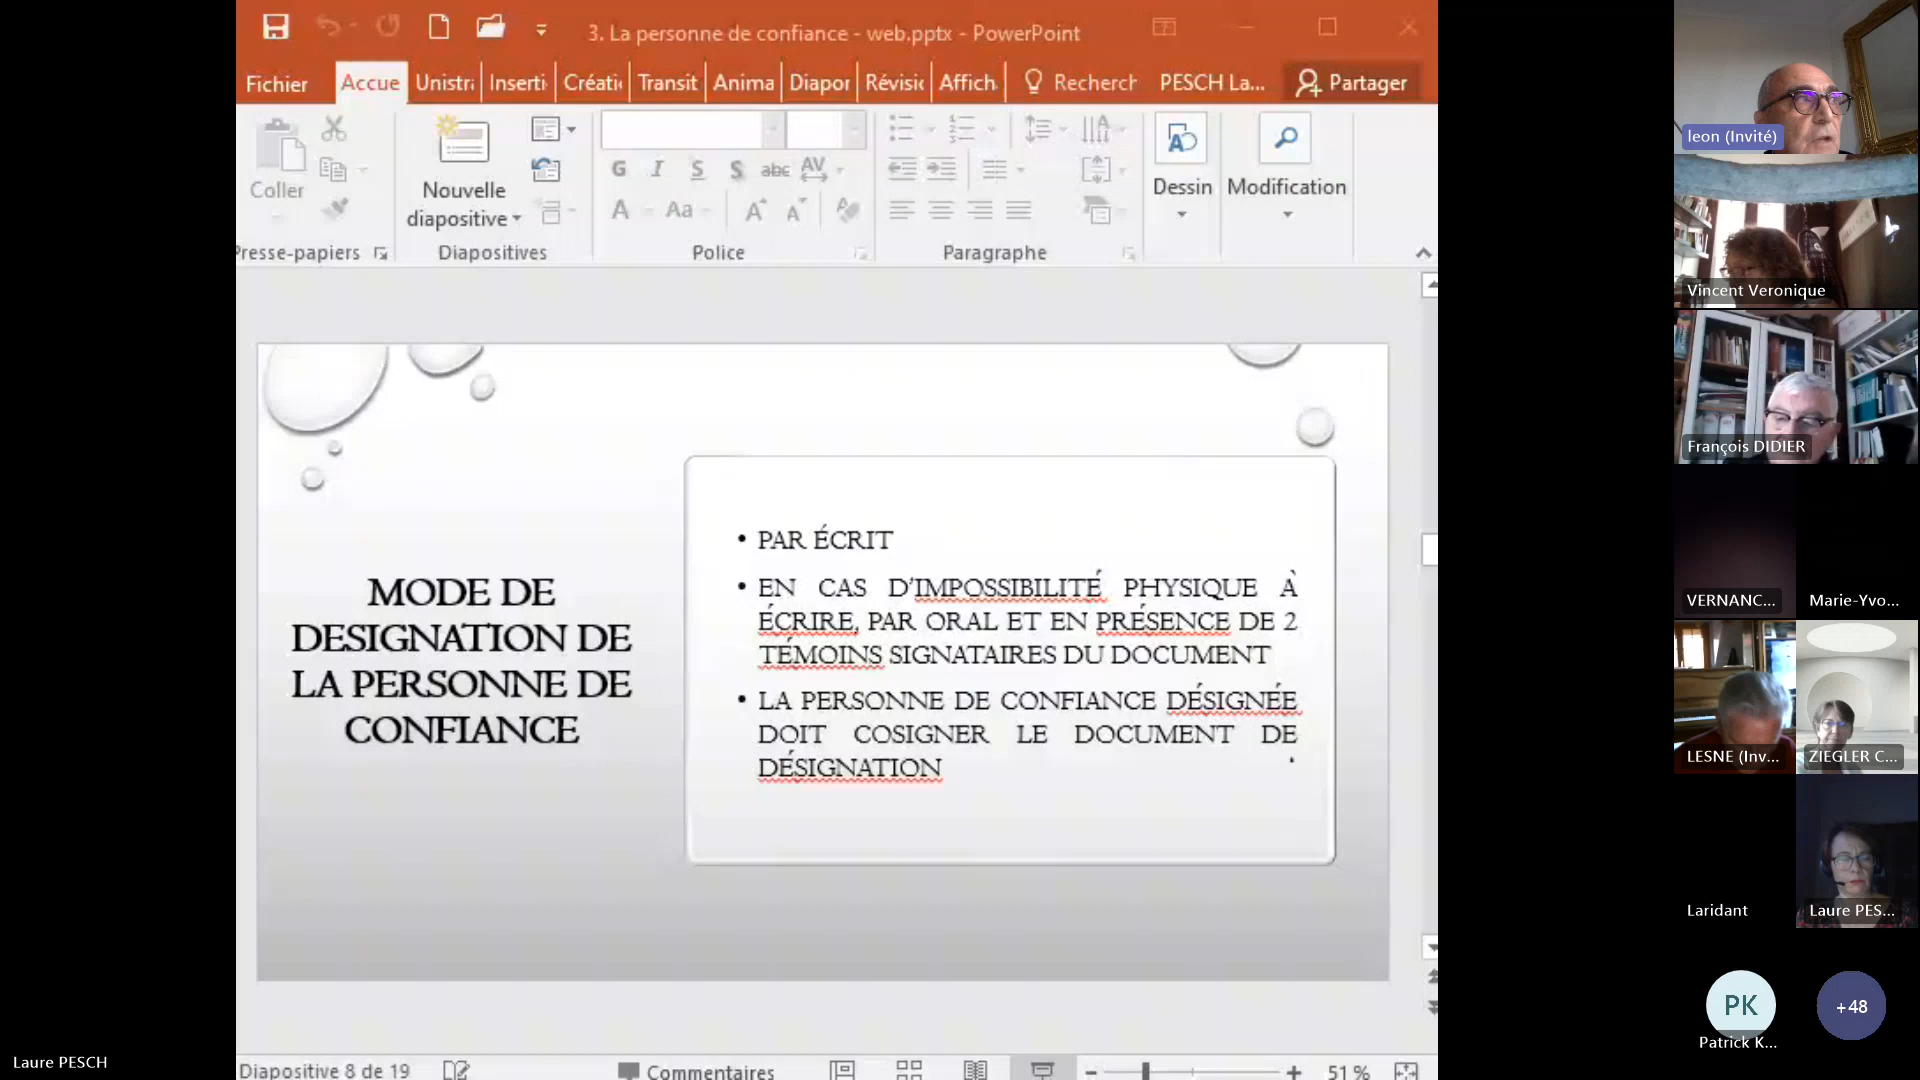 3. La personne de confiance - web.pptx - PowerPoint
Fichier
Accue
Unistr
Inserti
Créati
Transit
Anima
Diapor
Révisi
Affich
Recherch
PESCH La...
Partager
Coller
Nouvelle
diapositive
G I S S abc AV
A Aa A A
Dessin
Modification
Presse-papiers
Diapositives
Police
Paragraphe
MODE DE
DESIGNATION DE
LA PERSONNE DE
CONFIANCE
• PAR ÉCRIT
• EN CAS D'IMPOSSIBILITÉ PHYSIQUE À
ÉCRIRE, PAR ORAL ET EN PRÉSENCE DE 2
TÉMOINS SIGNATAIRES DU DOCUMENT
• LA PERSONNE DE CONFIANCE DÉSIGNÉE
DOIT COSIGNER LE DOCUMENT DE
DÉSIGNATION
Diapositive 8 de 19
Commentaires
51 %
Laure PESCH
leon (Invité)
Vincent Veronique
François DIDIER
VERNANC...
Marie-Yvo...
LESNE (Inv...
ZIEGLER C...
Laridant
Laure PES...
PK
+48
Patrick K...